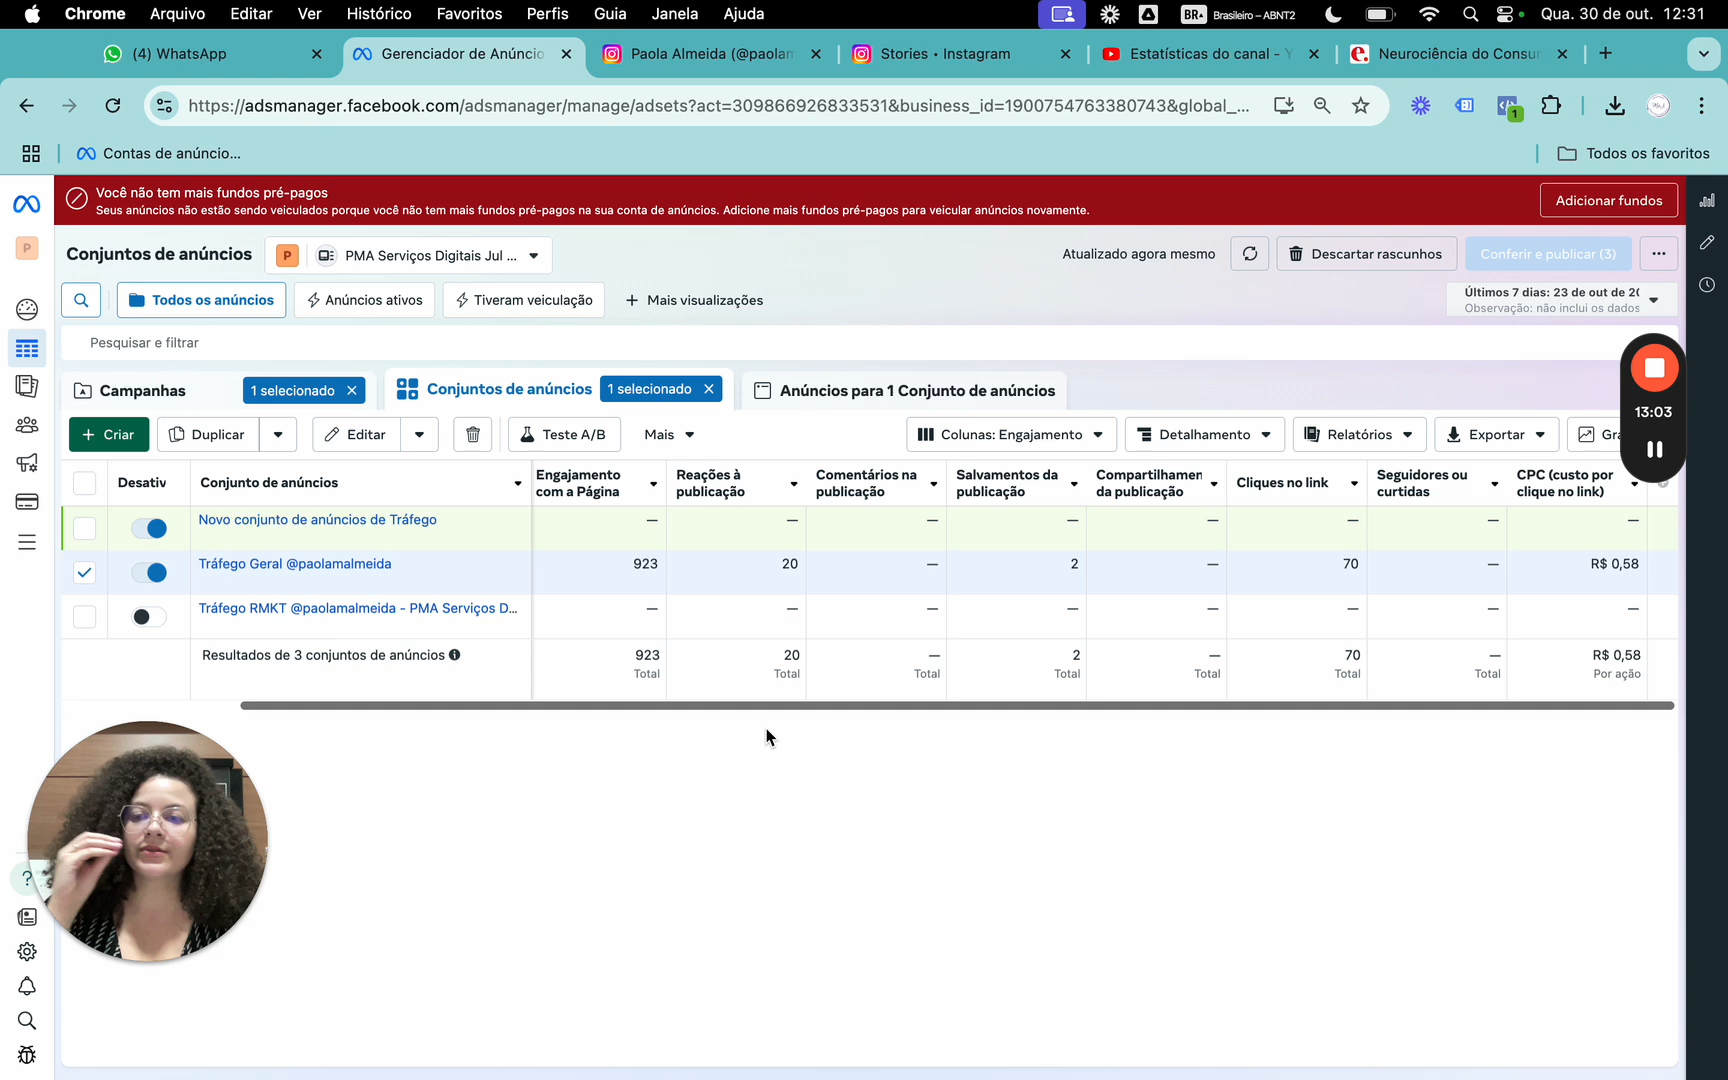 Chrome Arquivo Editar Ver Histórico Favoritos Perfis Guia Janela Ajuda BR Brasileiro – ABNT2 Qua. 30 de out. 12:31
(4) WhatsApp Gerenciador de Anúncio Paola Almeida (@paolam Stories • Instagram Estatísticas do canal - Y Neurociência do Consur
https://adsmanager.facebook.com/adsmanager/manage/adsets?act=309866926833531&business_id=1900754763380743&global_... 1
Contas de anúncio... Todos os favoritos
Você não tem mais fundos pré-pagos
Seus anúncios não estão sendo veiculados porque você não tem mais fundos pré-pagos na sua conta de anúncios. Adicione mais fundos pré-pagos para veicular anúncios novamente.
Adicionar fundos
P
Conjuntos de anúncios P PMA Serviços Digitais Jul ... Atualizado agora mesmo Descartar rascunhos Conferir e publicar (3)
Todos os anúncios Anúncios ativos Tiveram veiculação + Mais visualizações
Últimos 7 dias: 23 de out de 20
Observação: não inclui os dados
Pesquisar e filtrar
Campanhas 1 selecionado Conjuntos de anúncios 1 selecionado Anúncios para 1 Conjunto de anúncios
13:03
+ Criar Duplicar Editar Teste A/B Mais Colunas: Engajamento Detalhamento Relatórios Exportar Gra
Desativ Conjunto de anúncios Engajamento com a Página Reações à publicação Comentários na publicação Salvamentos da publicação Compartilhamen da publicação Cliques no link Seguidores ou curtidas CPC (custo por clique no link)
Novo conjunto de anúncios de Tráfego — — — — — — — —
Tráfego Geral @paolamalmeida 923 20 — 2 — 70 — R$ 0,58
Tráfego RMKT @paolamalmeida - PMA Serviços D... — — — — — — — —
Resultados de 3 conjuntos de anúncios 923 20 — 2 — 70 — R$ 0,58
Total Total Total Total Total Total Total Por ação